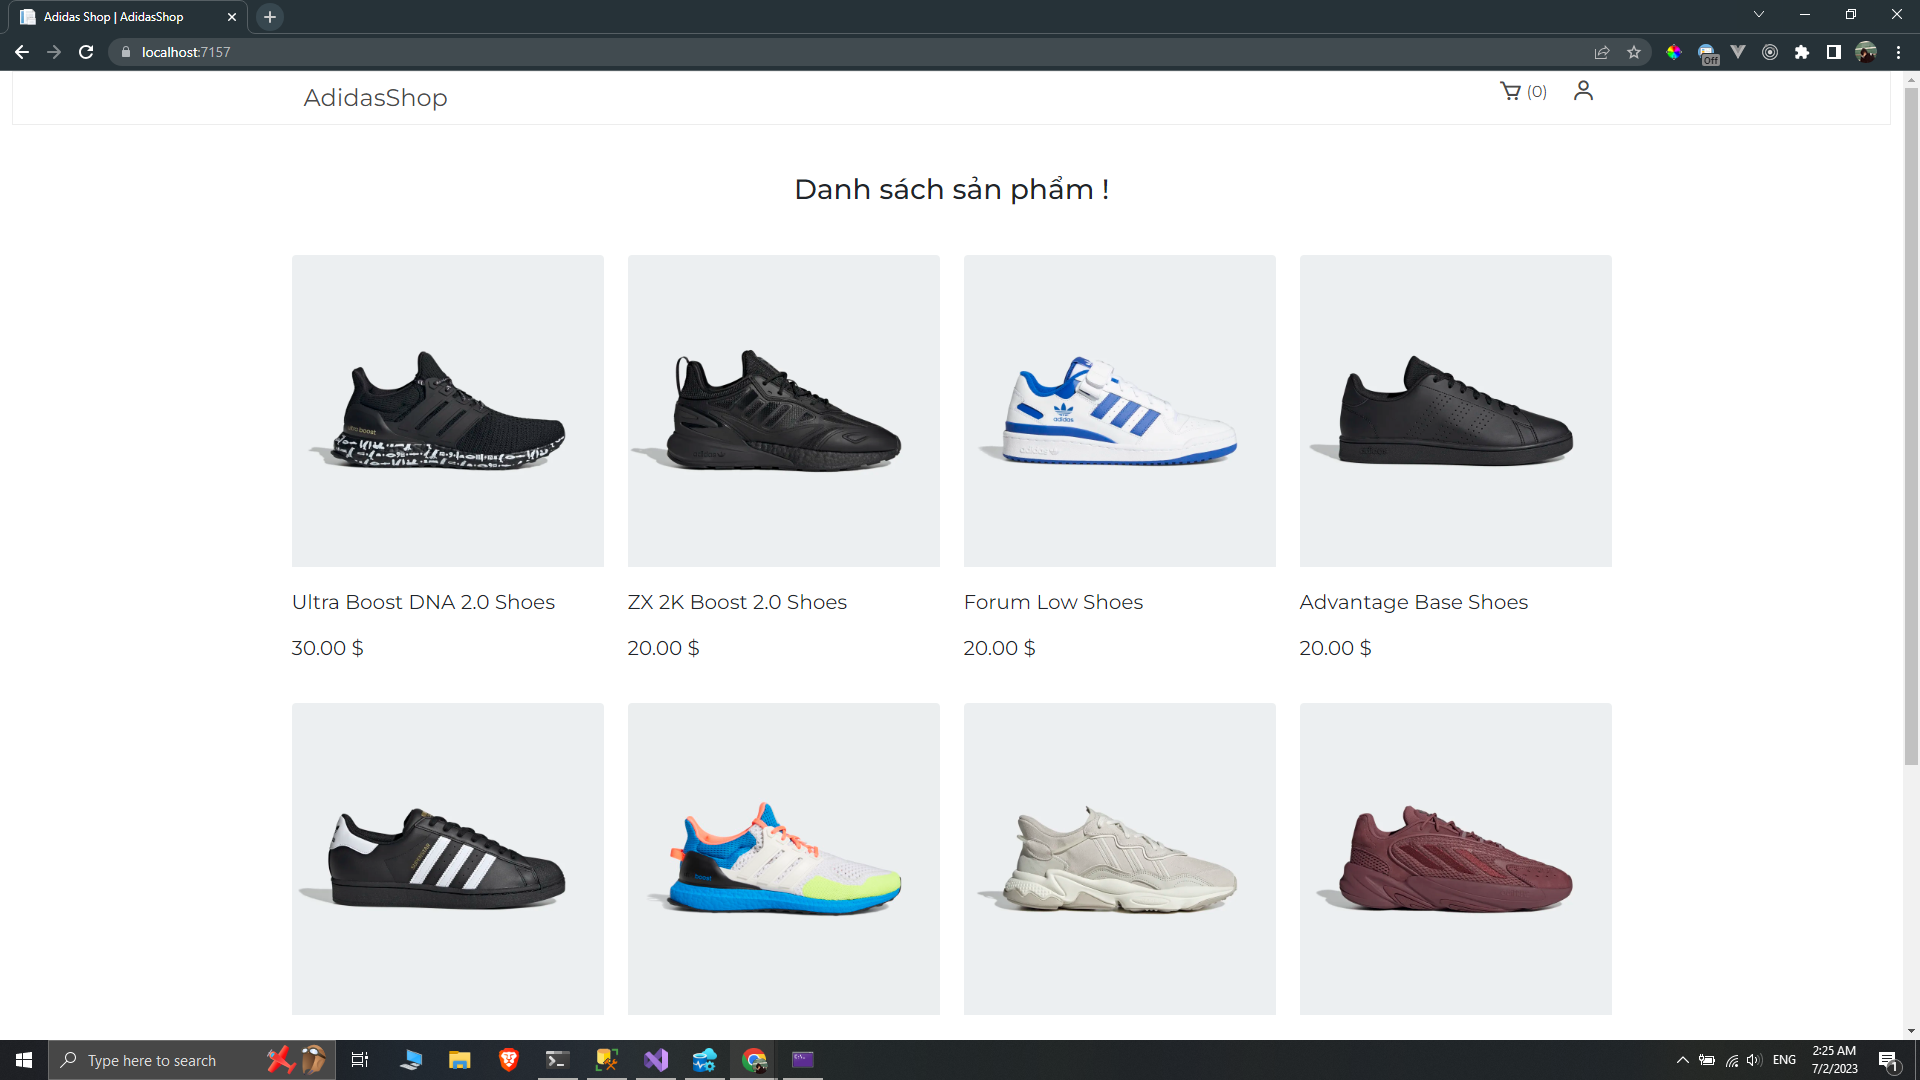 Adidas Shop | AdidasShop
localhost:7157
Off
AdidasShop
(0)
Danh sách sản phẩm !
Ultra Boost DNA 2.0 Shoes
ZX 2K Boost 2.0 Shoes
Forum Low Shoes
Advantage Base Shoes
30.00 $
20.00 $
20.00 $
20.00 $
Type here to search
ENG
2:25 AM
7/2/2023
1